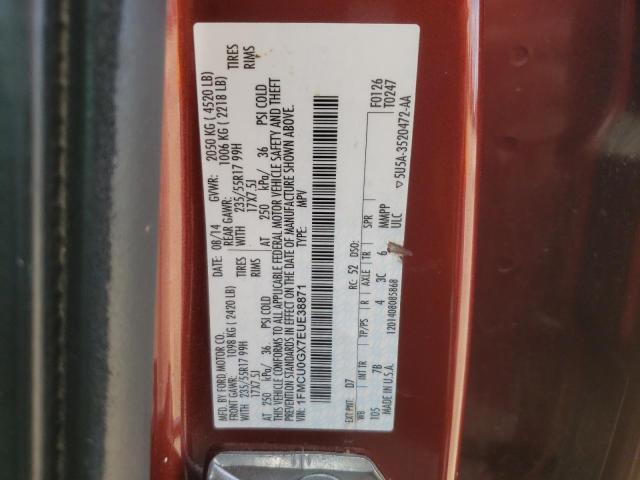 MFD. BY FORD MOTOR CO.
DATE: 08/14 GVWR: 2050 KG ( 4520 LB)
FRONT GAWR: 1098 KG ( 2420 LB) REAR GAWR: 1006 KG ( 2218 LB)
WITH 235/55R17 99H TIRES WITH 235/55R17 99H TIRES
17X7.5J RIMS 17X7.5J RIMS
AT 250 kPa/ 36 PSI COLD AT 250 kPa/ 36 PSI COLD
THIS VEHICLE CONFORMS TO ALL APPLICABLE FEDERAL MOTOR VEHICLE SAFETY AND THEFT
PREVENTION STANDARDS IN EFFECT ON THE DATE OF MANUFACTURE SHOWN ABOVE.
VIN: 1FMCU0GX7EUE38871 TYPE: MPV
F0126
T0247
EXT PNT: D7 RC: 52 DSO:
WB INT TR TP/PS R AXLE TR SPR
105 7B 4 3C 6 MMRPP
MADE IN U.S.A. ULC
1201408085868
5U5A-3520472-AA